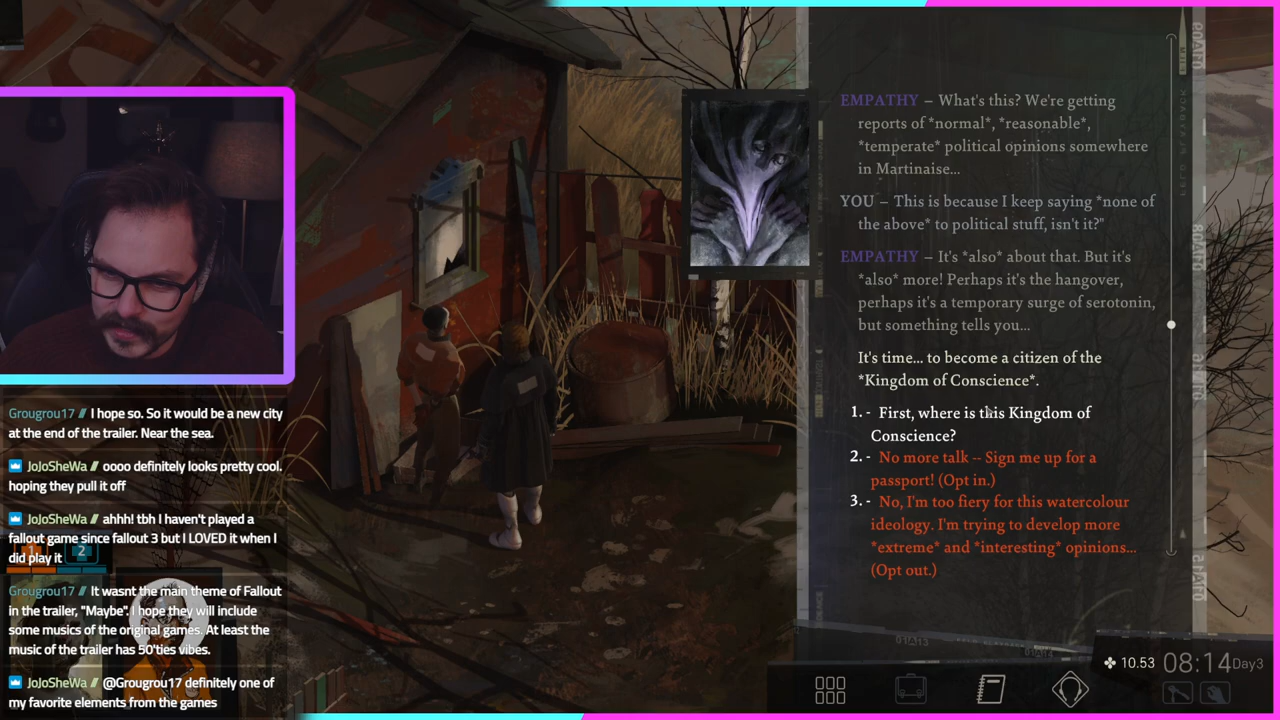 EMPATHY – What's this? We're getting
reports of *normal*, *reasonable*,
*temperate* political opinions somewhere
in Martinaise...
YOU – This is because I keep saying *none of
the above* to political stuff, isn't it?"
EMPATHY – It's *also* about that. But it's
*also* more! Perhaps it's the hangover,
perhaps it's a temporary surge of serotonin,
but something tells you...
It's time... to become a citizen of the
*Kingdom of Conscience*.
1. - First, where is this Kingdom of
Conscience?
2. - No more talk -- Sign me up for a
passport! (Opt in.)
3. - No, I'm too fiery for this watercolour
ideology. I'm trying to develop more
*extreme* and *interesting* opinions...
(Opt out.)
Grougrou17 // I hope so. So it would be a new city
at the end of the trailer. Near the sea.
JoJoSheWa // oooo definitely looks pretty cool.
hoping they pull it off
JoJoSheWa // ahhh! tbh I haven't played a
fallout game since fallout 3 but I LOVED it when I
did play it
1 2
Grougrou17 // It wasnt the main theme of Fallout
in the trailer, "Maybe". I hope they will include
some musics of the original games. At least the
music of the trailer has 50'ties vibes.
JoJoSheWa // @Grougrou17 definitely one of
my favorite elements from the games
10.53 08:14 Day3